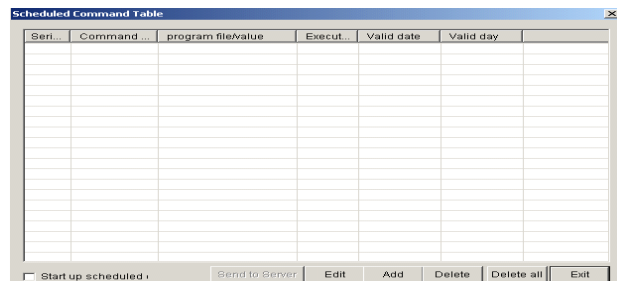 Scheduled Command Table
Seri... Command ... program file/value Execut... Valid date Valid day
Start up scheduled Send to Server Edit Add Delete Delete all Exit